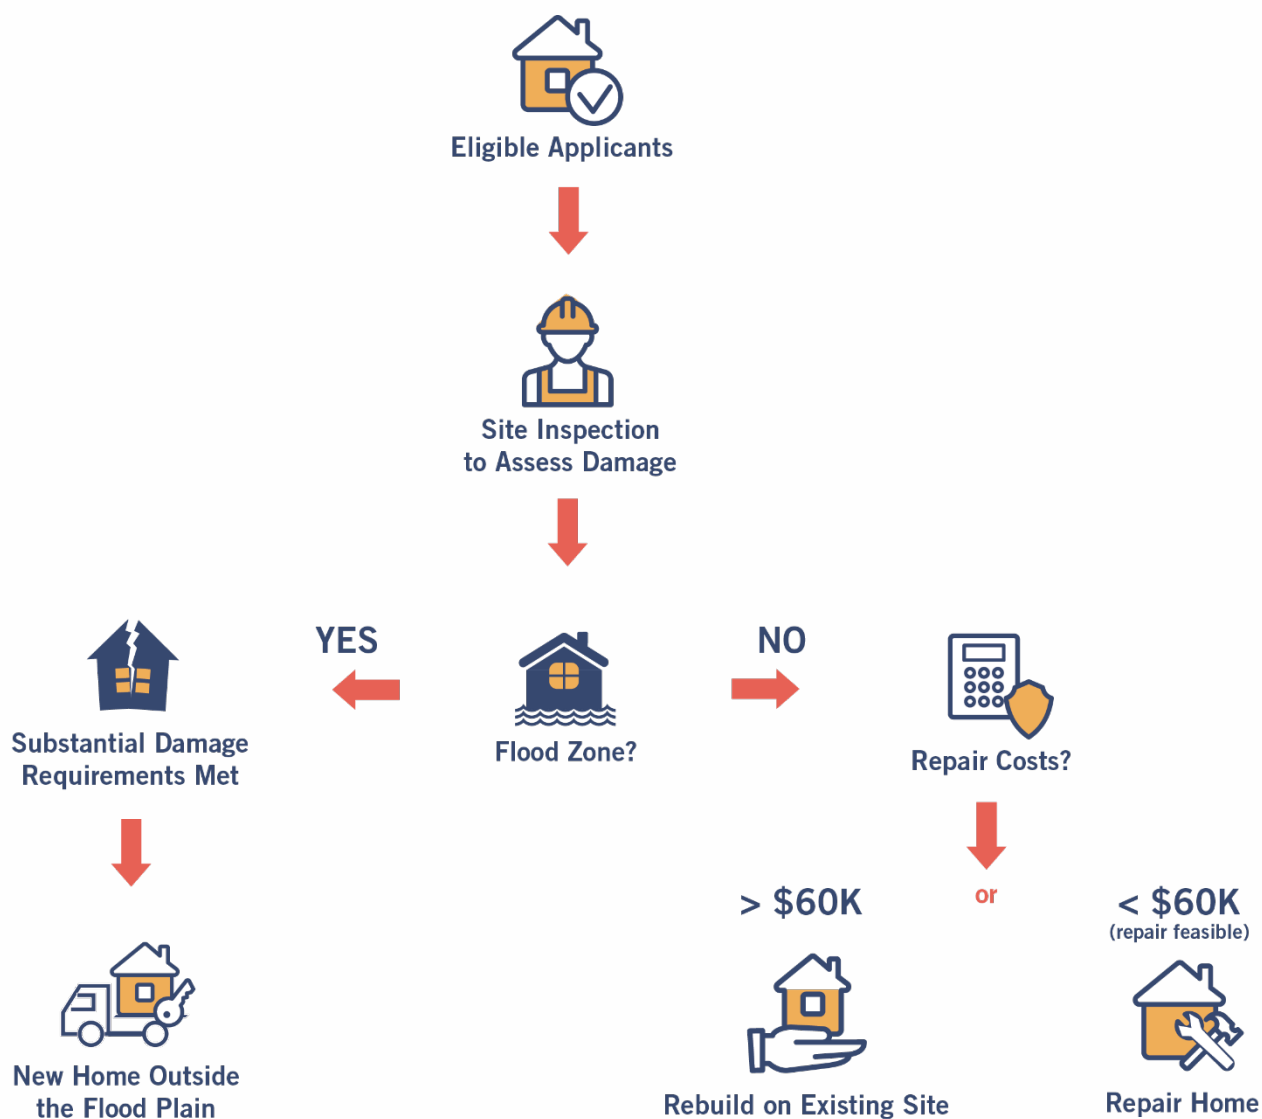 Eligible Applicants
Site Inspection
to Assess Damage
YES
NO
Substantial Damage
Requirements Met
Flood Zone?
Repair Costs?
or
> $60K
< $60K
(repair feasible)
New Home Outside
the Flood Plain
Rebuild on Existing Site
Repair Home